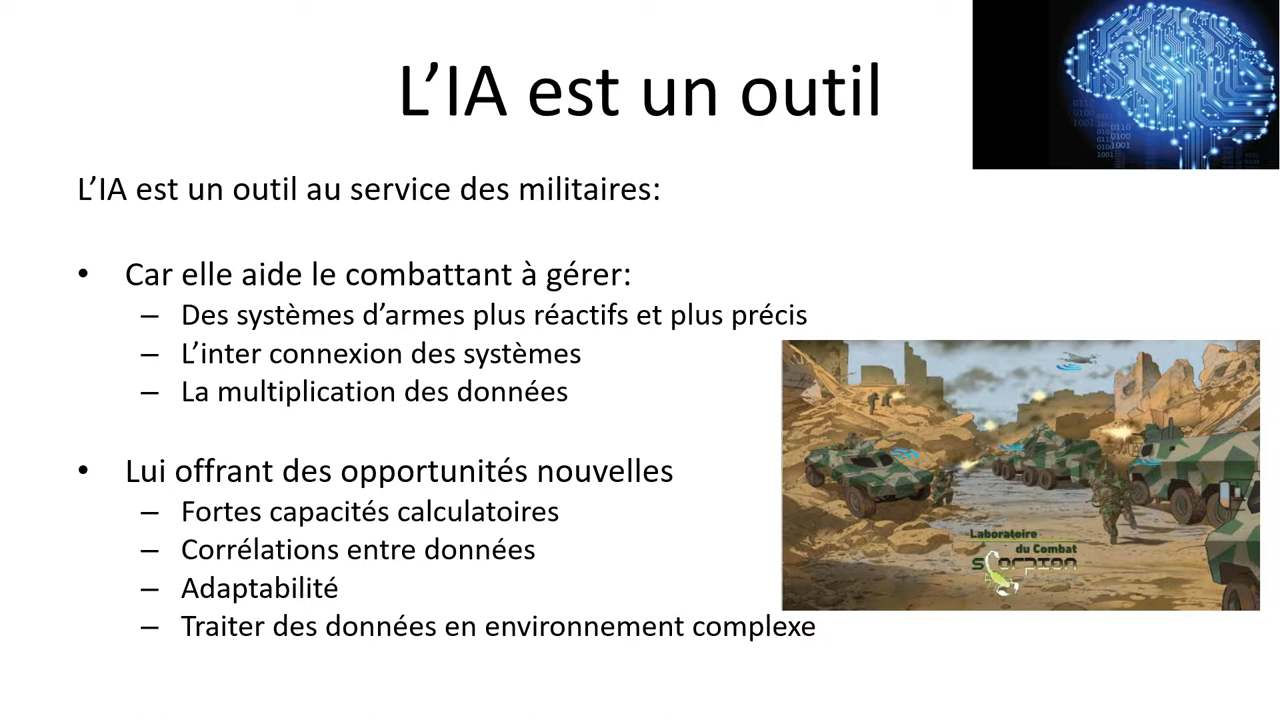 L’IA est un outil
L’IA est un outil au service des militaires:
• Car elle aide le combattant à gérer:
– Des systèmes d’armes plus réactifs et plus précis
– L’inter connexion des systèmes
– La multiplication des données
• Lui offrant des opportunités nouvelles
– Fortes capacités calculatoires
– Corrélations entre données
– Adaptabilité
– Traiter des données en environnement complexe
Laboratoire
du Combat
scorpion